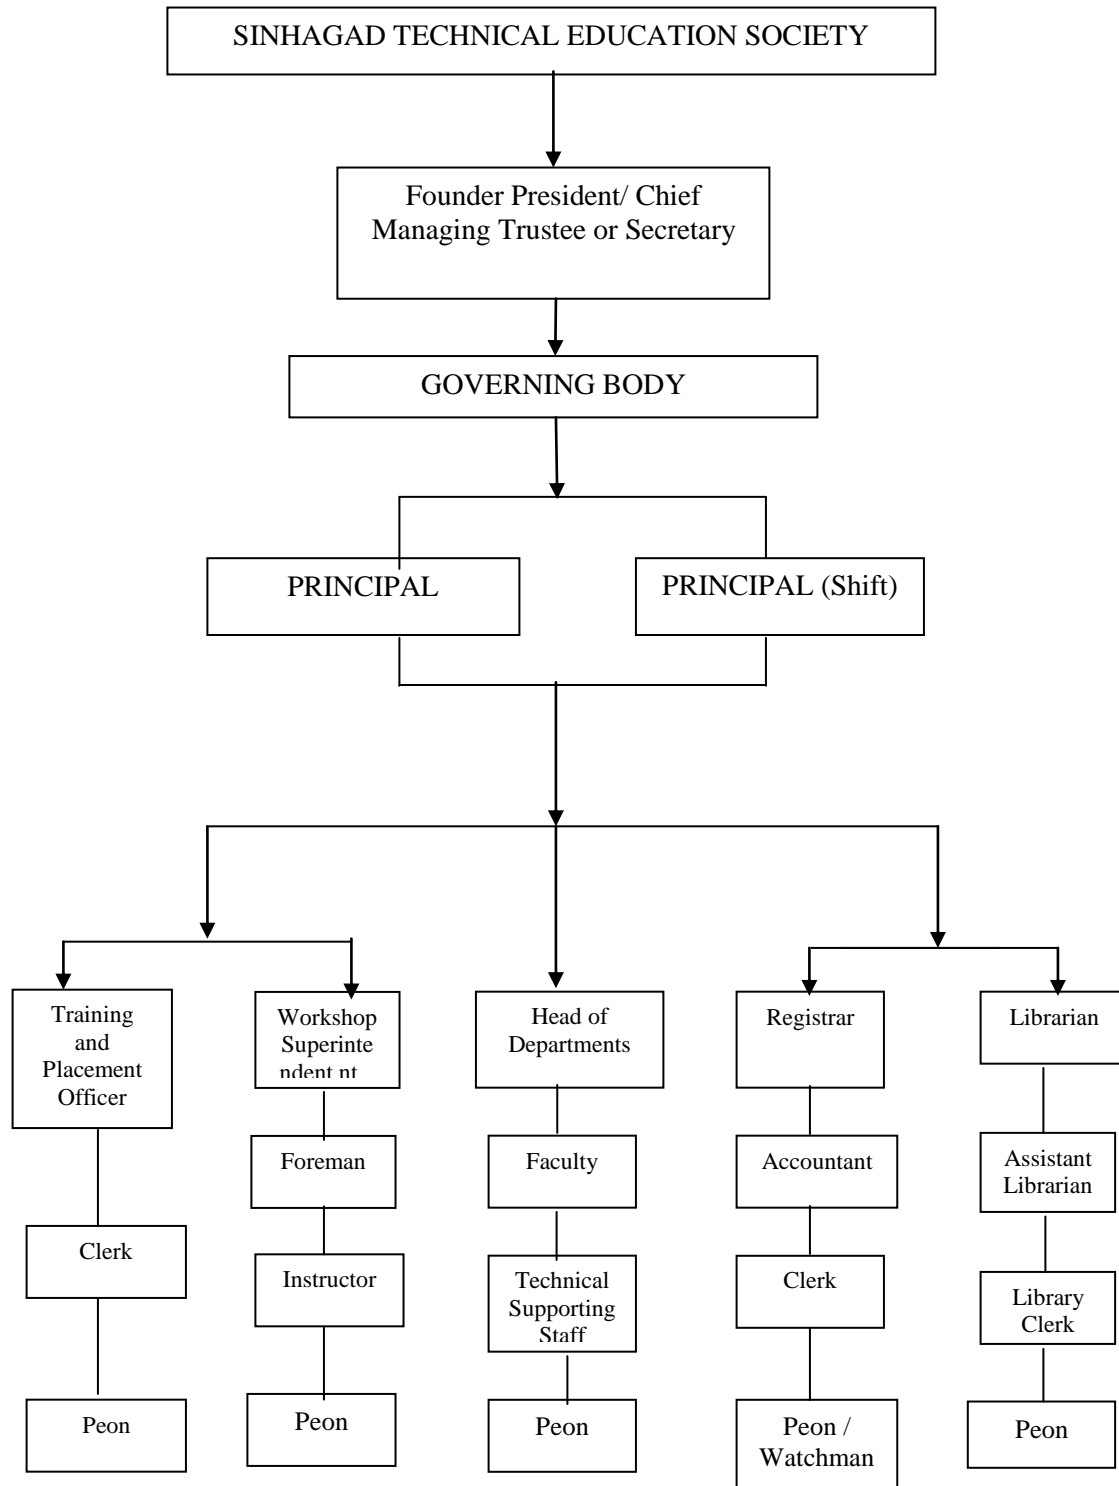 SINHAGAD TECHNICAL EDUCATION SOCIETY
Founder President/ Chief
Managing Trustee or Secretary
GOVERNING BODY
PRINCIPAL
PRINCIPAL (Shift)
Training
and
Placement
Officer
Workshop
Superinte
ndent nt
Head of
Departments
Registrar
Librarian
Foreman
Faculty
Accountant
Assistant
Librarian
Clerk
Instructor
Technical
Supporting
Staff
Clerk
Library
Clerk
Peon
Peon
Peon
Peon /
Watchman
Peon